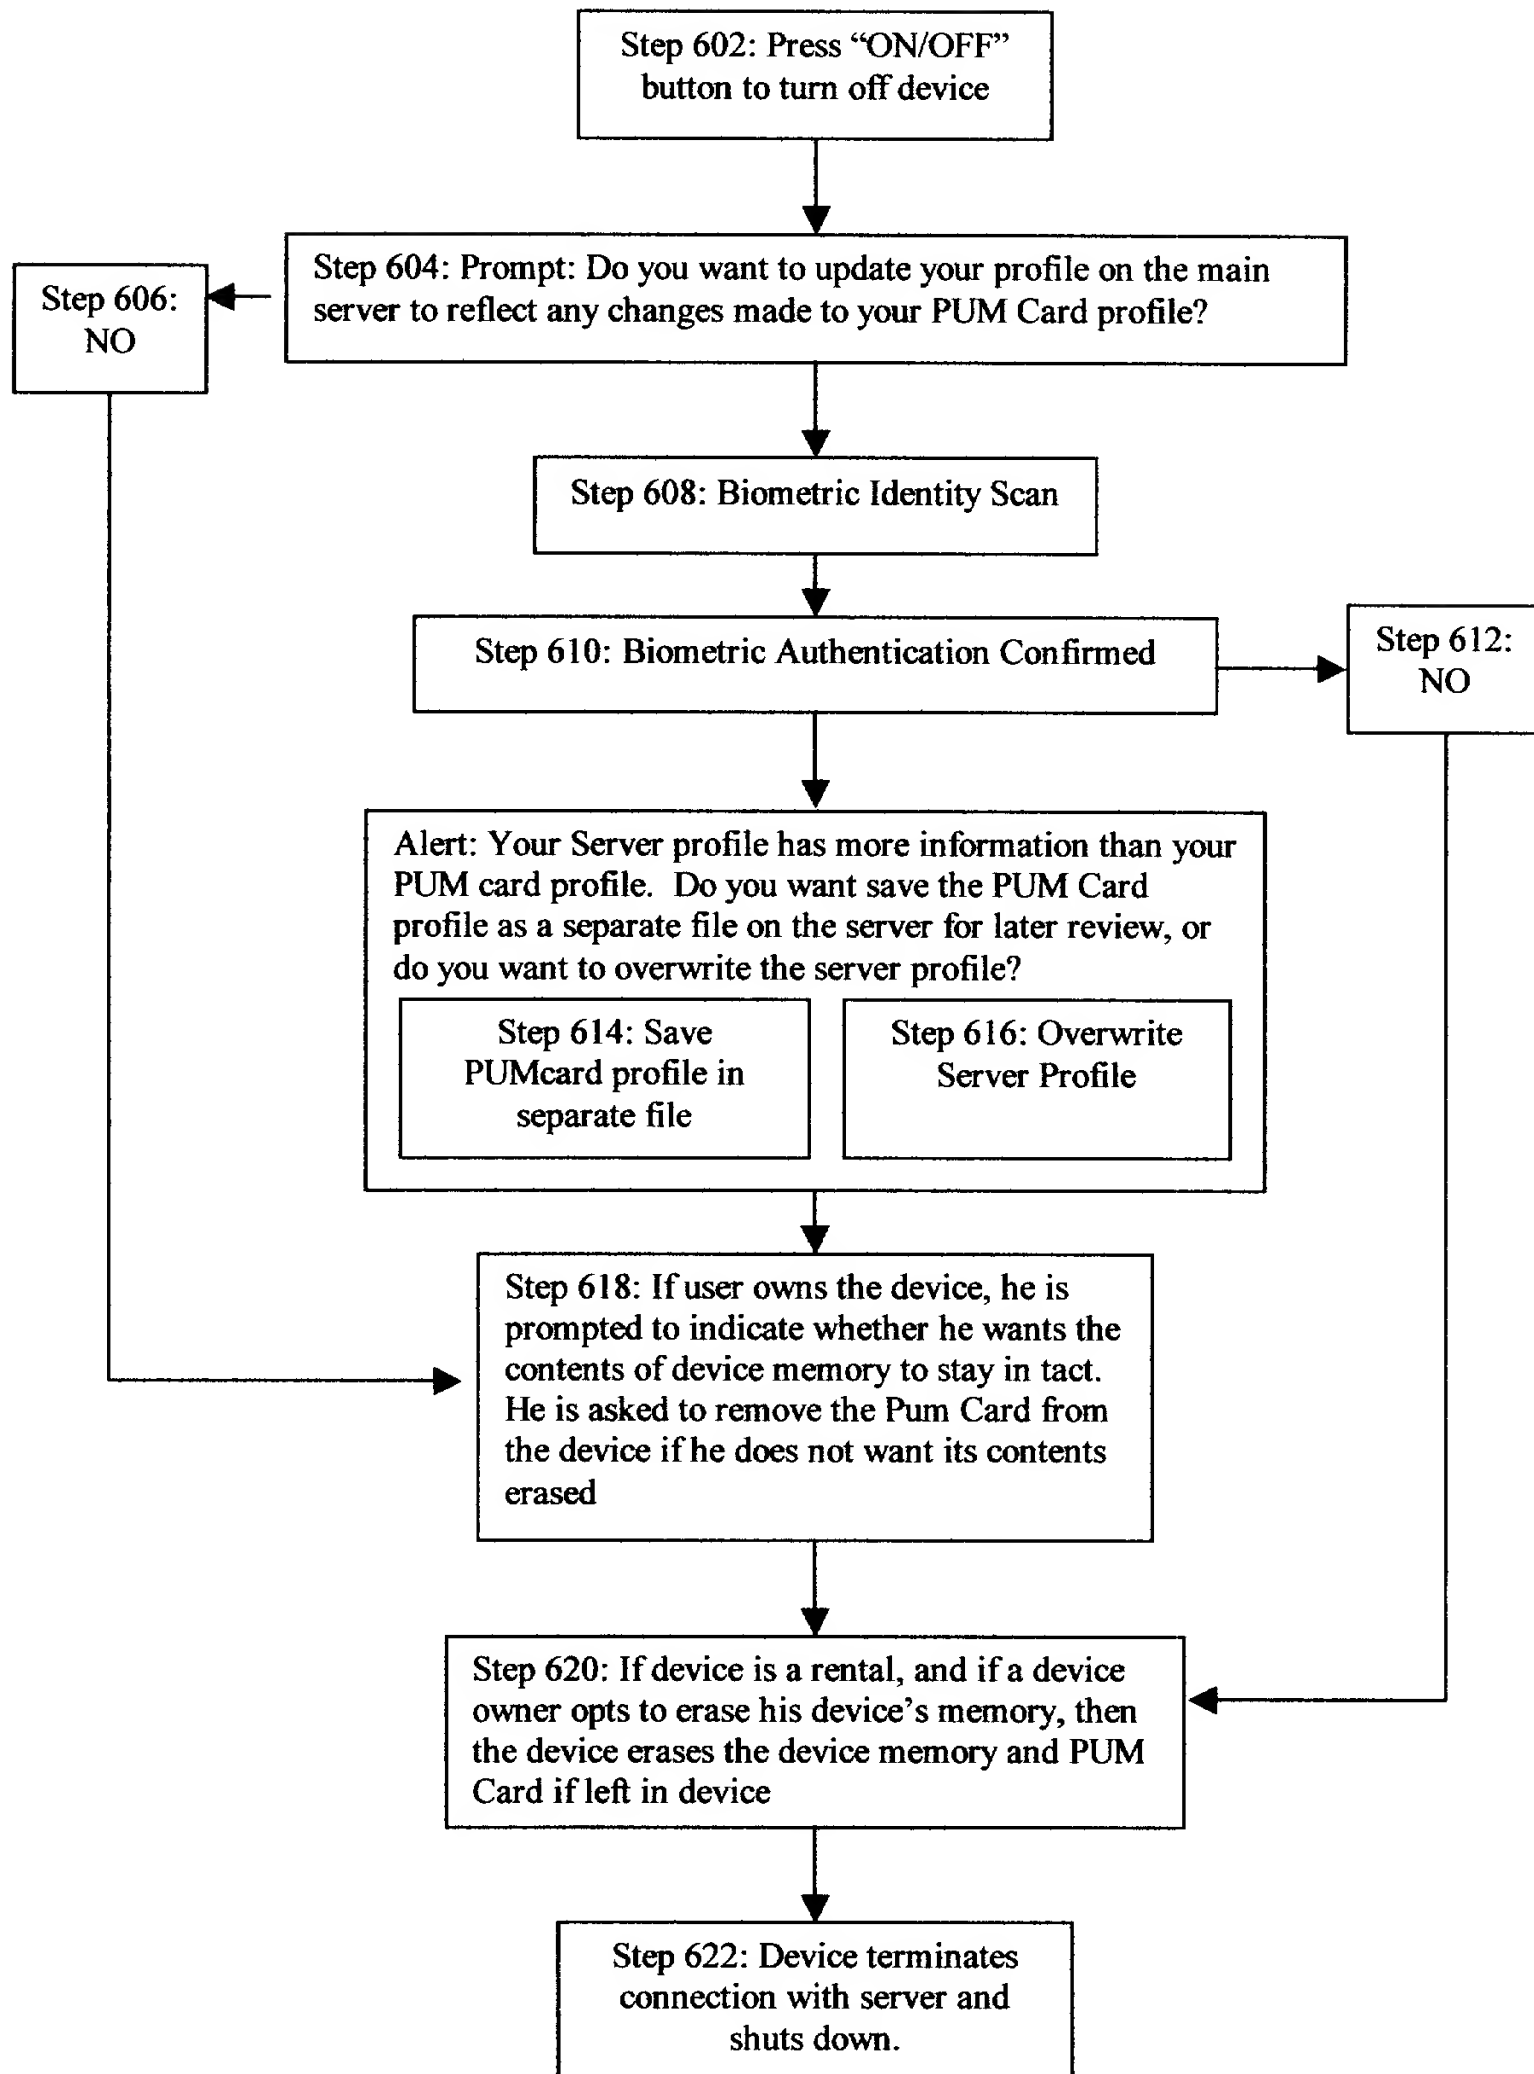 Step 602: Press “ON/OFF”
button to turn off device
Step 604: Prompt: Do you want to update your profile on the main
server to reflect any changes made to your PUM Card profile?
Step 606:
NO
Step 608: Biometric Identity Scan
Step 610: Biometric Authentication Confirmed
Step 612:
NO
Alert: Your Server profile has more information than your
PUM card profile.  Do you want save the PUM Card
profile as a separate file on the server for later review, or
do you want to overwrite the server profile?
Step 614: Save
PUMcard profile in
separate file
Step 616: Overwrite
Server Profile
Step 618: If user owns the device, he is
prompted to indicate whether he wants the
contents of device memory to stay in tact.
He is asked to remove the Pum Card from
the device if he does not want its contents
erased
Step 620: If device is a rental, and if a device
owner opts to erase his device’s memory, then
the device erases the device memory and PUM
Card if left in device
Step 622: Device terminates
connection with server and
shuts down.